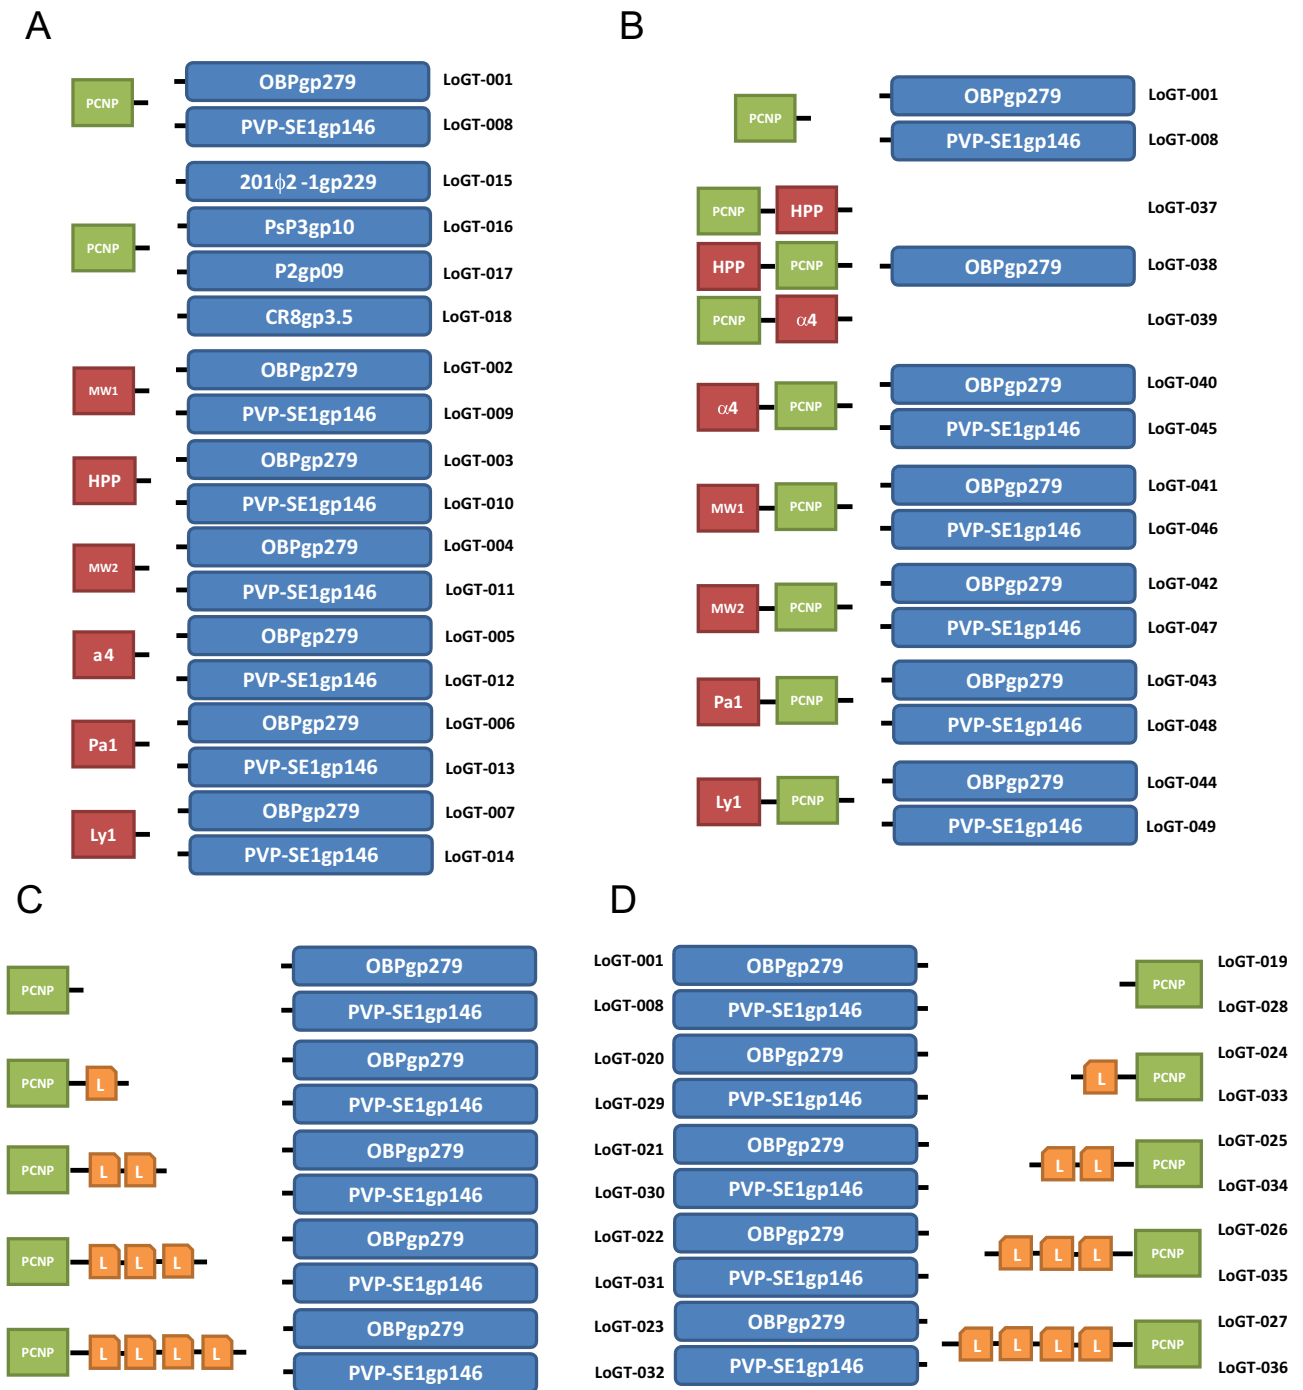 A
PCNP
OBPgp279 LoGT-001
PVP-SE1gp146 LoGT-008
PCNP
201ϕ2 -1gp229 LoGT-015
PsP3gp10 LoGT-016
P2gp09 LoGT-017
CR8gp3.5 LoGT-018
MW1
OBPgp279 LoGT-002
PVP-SE1gp146 LoGT-009
HPP
OBPgp279 LoGT-003
PVP-SE1gp146 LoGT-010
MW2
OBPgp279 LoGT-004
PVP-SE1gp146 LoGT-011
a4
OBPgp279 LoGT-005
PVP-SE1gp146 LoGT-012
Pa1
OBPgp279 LoGT-006
PVP-SE1gp146 LoGT-013
Ly1
OBPgp279 LoGT-007
PVP-SE1gp146 LoGT-014
B
PCNP
OBPgp279 LoGT-001
PVP-SE1gp146 LoGT-008
PCNP HPP LoGT-037
HPP PCNP OBPgp279 LoGT-038
PCNP α4 LoGT-039
α4 PCNP
OBPgp279 LoGT-040
PVP-SE1gp146 LoGT-045
MW1 PCNP
OBPgp279 LoGT-041
PVP-SE1gp146 LoGT-046
MW2 PCNP
OBPgp279 LoGT-042
PVP-SE1gp146 LoGT-047
Pa1 PCNP
OBPgp279 LoGT-043
PVP-SE1gp146 LoGT-048
Ly1 PCNP
OBPgp279 LoGT-044
PVP-SE1gp146 LoGT-049
C
PCNP
OBPgp279 LoGT-001
PVP-SE1gp146 LoGT-008
PCNP L
OBPgp279 LoGT-020
PVP-SE1gp146 LoGT-029
PCNP L L
OBPgp279 LoGT-021
PVP-SE1gp146 LoGT-030
PCNP L L L
OBPgp279 LoGT-022
PVP-SE1gp146 LoGT-031
PCNP L L L L
OBPgp279 LoGT-023
PVP-SE1gp146 LoGT-032
D
OBPgp279 LoGT-019
PCNP
PVP-SE1gp146 LoGT-028
OBPgp279 LoGT-024
L PCNP
PVP-SE1gp146 LoGT-033
OBPgp279 LoGT-025
L L PCNP
PVP-SE1gp146 LoGT-034
OBPgp279 LoGT-026
L L L PCNP
PVP-SE1gp146 LoGT-035
OBPgp279 LoGT-027
L L L L PCNP
PVP-SE1gp146 LoGT-036